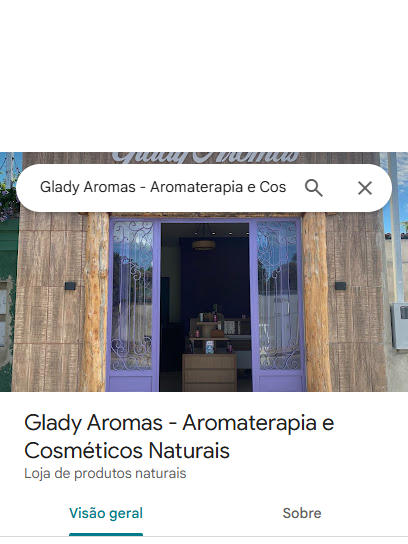 Glady Aromas
Glady Aromas - Aromaterapia e Cos
Glady Aromas - Aromaterapia e
Cosméticos Naturais
Loja de produtos naturais
Visão geral
Sobre